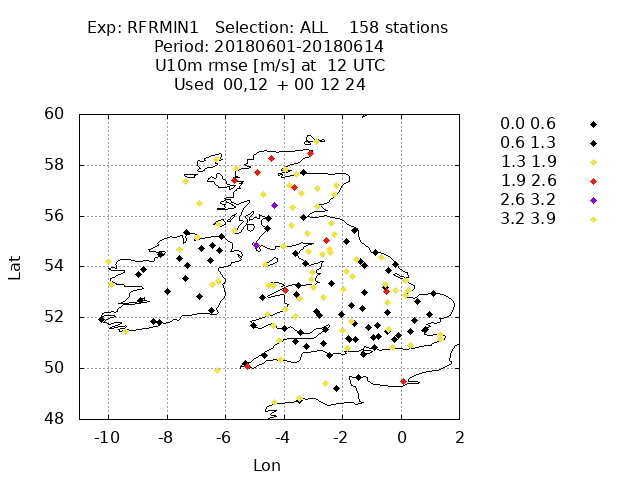 Exp: RFRMIN1 Selection: ALL 158 stations
Period: 20180601-20180614
U10m rmse [m/s] at 12 UTC
Used 00,12 + 00 12 24
0.0 0.6
0.6 1.3
1.3 1.9
1.9 2.6
2.6 3.2
3.2 3.9
60
58
56
54
52
50
48
Lat
-10 -8 -6 -4 -2 0 2
Lon